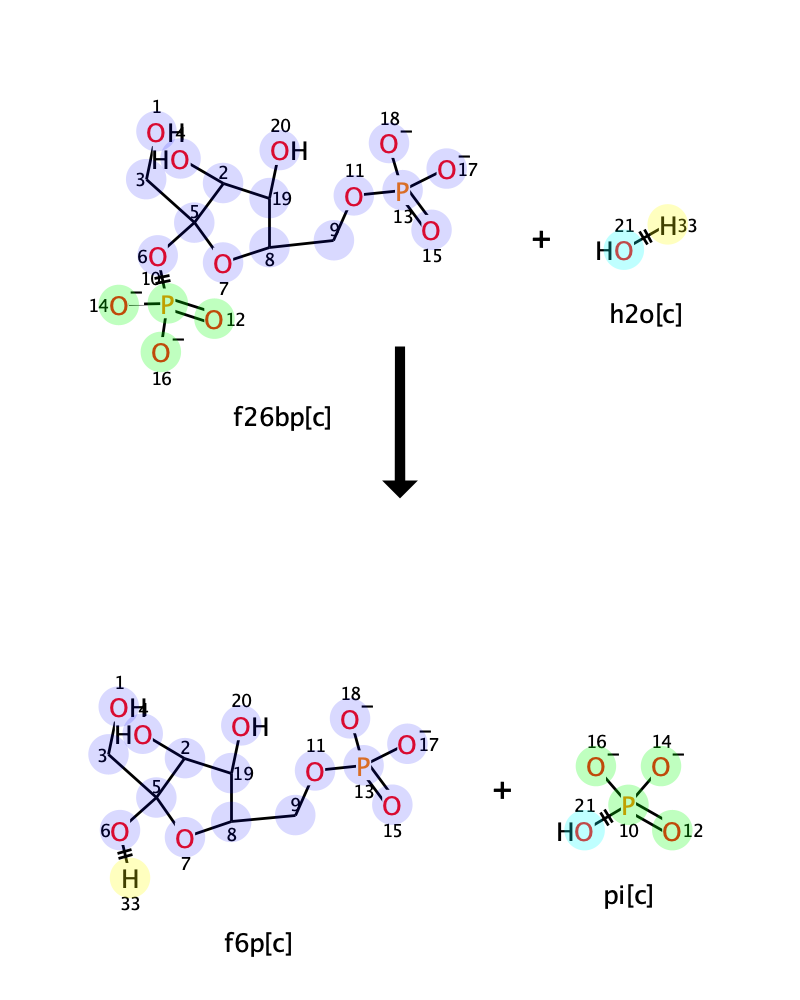 1
OH
4
HO
3
2
20
OH
19
5
6
O
10
O
7
8
9
11
O
18
O−
P
13
O−
17
O
15
14
O−
P
O
12
O−
16
f26bp[c]
+
21
HO
H
33
h2o[c]
1
OH
4
HO
3
2
20
OH
19
5
6
O
O
7
8
9
11
O
18
O−
P
13
O−
17
O
15
H
33
f6p[c]
+
16
O−
14
O−
21
HO
P
10
O
12
pi[c]